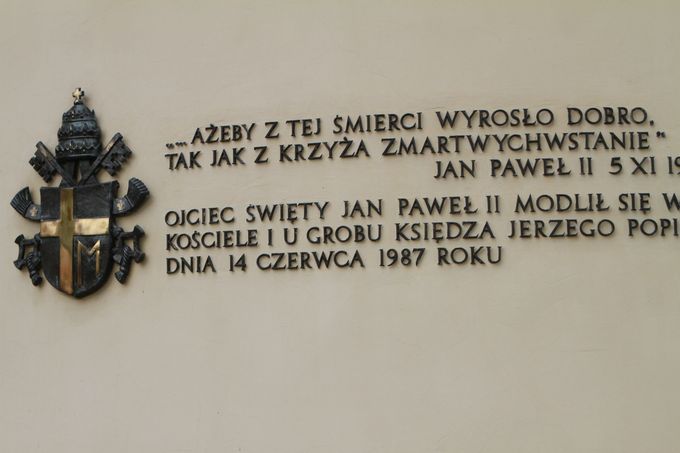 „... AŻEBY Z TEJ ŚMIERCI WYROSŁO DOBRO,
TAK JAK Z KRZYŻA ZMARTWYCHWSTANIE"
JAN PAWEŁ II 5 XI
OJCIEC ŚWIĘTY JAN PAWEŁ II MODLIŁ SIĘ W
KOŚCIELE I U GROBU KSIĘDZA JERZEGO
DNIA 14 CZERWCA 1987 ROKU
M